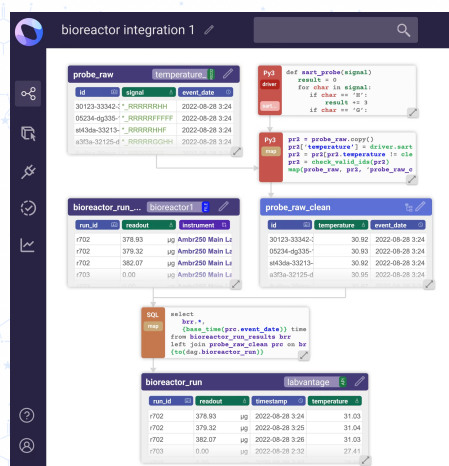 bioreactor integration 1
probe_raw temperature_
id signal event_date
30123-33342-: "_RRRRRRHH 2022-08-28 3:24
05234-dg335-' "_RRRRRFFFFF 2022-08-28 3:24
st43da-33213- "_RRRRRRHHF 2022-08-28 3:24
a3f3a-32125-d "_RRRRRGGHH 2022-08-28 3:24
Py3
driver
sart...
def sart_probe(signal)
result = 0
for char in signal:
if char == 'H':
result += 3
if char == 'G':
Py3
map
pr2 = probe_raw.copy()
pr2['temperature'] = driver.sart
pr2 = pr2[pr2.temperature != cle
pr2 = check_valid_ids(pr2)
map(probe_raw, pr2, 'probe_raw_c
bioreactor_run_... bioreactor1
run_id readout instrument
r702 378.93 µg Ambr250 Main La
r702 379.32 µg Ambr250 Main La
r702 382.07 µg Ambr250 Main La
r703 0.00 µg Ambr250 Main La
probe_raw_clean
id temperature event_date
30123-33342-: 30.92 2022-08-28 3:24
05234-dg335-' 30.93 2022-08-28 3:24
st43da-33213- 30.92 2022-08-28 3:24
a3f3a-32125-d 30.95 2022-08-28 3:24
SQL
map
select
brr.*,
{base_time(prc.event_date)} time
from bioreactor_run_results brr
left join probe_raw_clean prc on br
{to(dag.bioreactor_run)}
bioreactor_run labvantage
run_id readout timestamp temperature
r702 378.93 µg 2022-08-28 3:24 31.03
r702 379.32 µg 2022-08-28 3:25 31.04
r702 382.07 µg 2022-08-28 3:26 31.03
r703 0.00 µg 2022-08-28 2:32 27.41